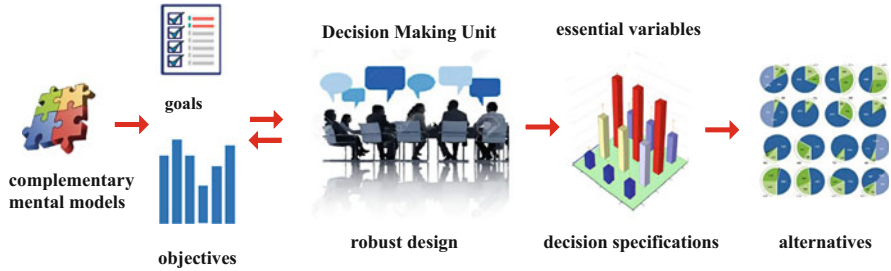 Decision Making Unit
essential variables
goals
complementary
mental models
objectives
robust design
decision specifications
alternatives